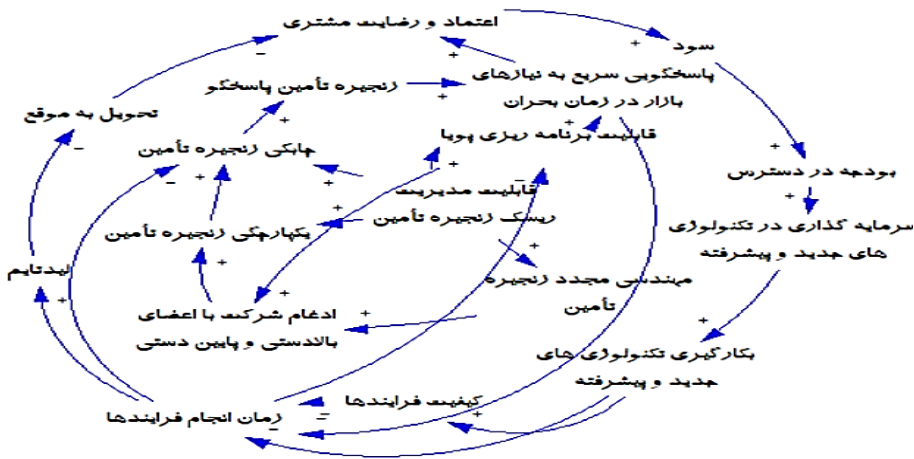 اعتماد و رضایت مشتری
سود
پاسخگویی سریع به نیازهای
بازار در زمان بحران
زنجیره تأمین پاسخگو
تحویل به موقع
قابلیت برنامه ریزی پویا
چابکی زنجیره تأمین
بودجه در دسترس
قابلیت مدیریت
ریسک زنجیره تأمین
یکپارچگی زنجیره تأمین
سرمایه گذاری در تکنولوژی
های جدید و پیشرفته
لیدتایم
مهندسی مجدد زنجیره
تأمین
ادغام شرکت با اعضای
بالادستی و پایین دستی
بکارگیری تکنولوژی های
جدید و پیشرفته
کیفیت فرایندها
زمان انجام فرایندها